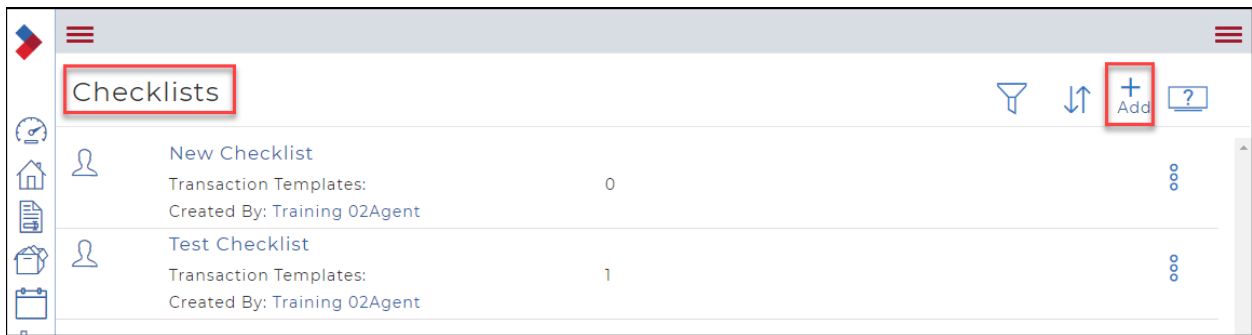 Checklists
Add
?
New Checklist
Transaction Templates: 0
Created By: Training 02Agent
Test Checklist
Transaction Templates: 1
Created By: Training 02Agent